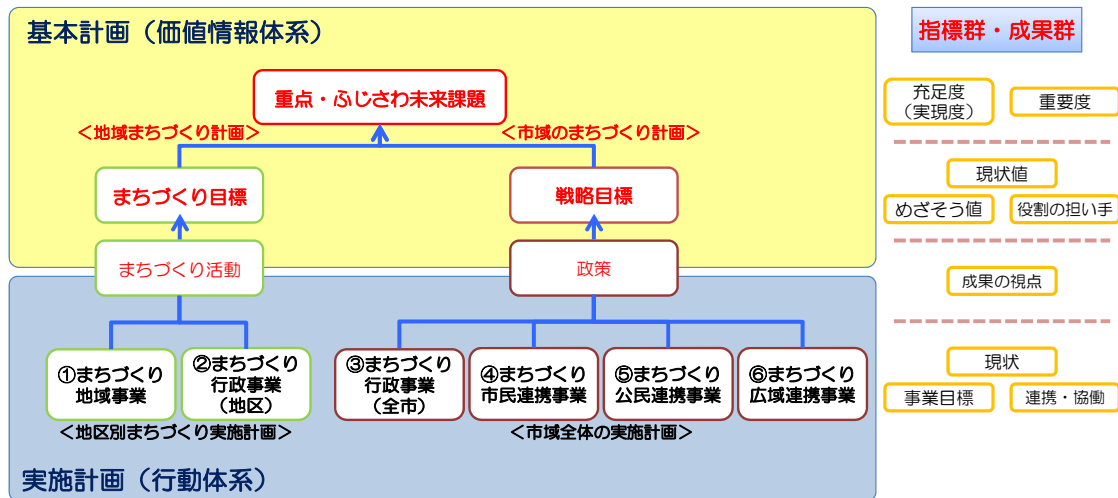 基本計画（価値情報体系）
指標群・成果群
重点・ふじさわ未来課題
充足度
（実現度）
重要度
＜地域まちづくり計画＞
＜市域のまちづくり計画＞
まちづくり目標
戦略目標
現状値
めざそう値
役割の担い手
まちづくり活動
政策
成果の視点
①まちづくり
地域事業
②まちづくり
行政事業
（地区）
③まちづくり
行政事業
（全市）
④まちづくり
市民連携事業
⑤まちづくり
公民連携事業
⑥まちづくり
広域連携事業
現状
事業目標
連携・協働
＜地区別まちづくり実施計画＞
＜市域全体の実施計画＞
実施計画（行動体系）